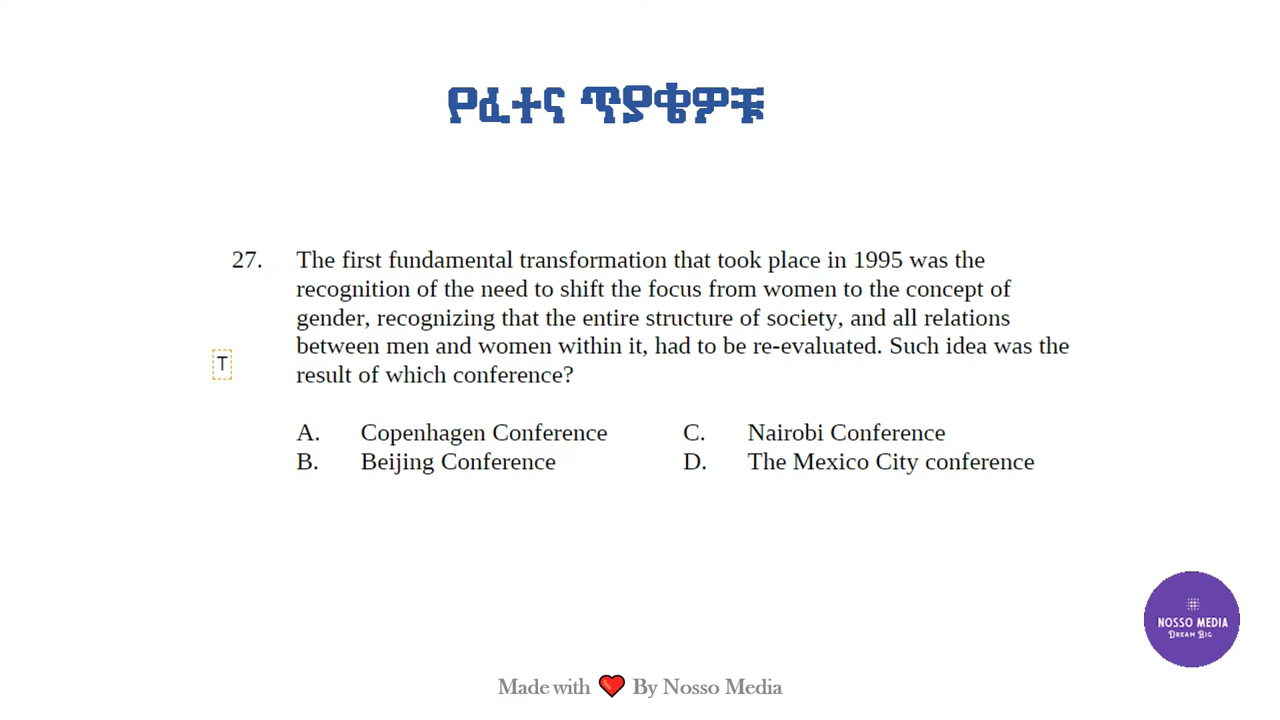 የፈተና ጥያቄዎቹ
27. The first fundamental transformation that took place in 1995 was the
recognition of the need to shift the focus from women to the concept of
gender, recognizing that the entire structure of society, and all relations
between men and women within it, had to be re-evaluated. Such idea was the
T
result of which conference?
A. Copenhagen Conference C. Nairobi Conference
B. Beijing Conference D. The Mexico City conference
NOSSO MEDIA
DREAM BIG
Made with ❤ By Nosso Media